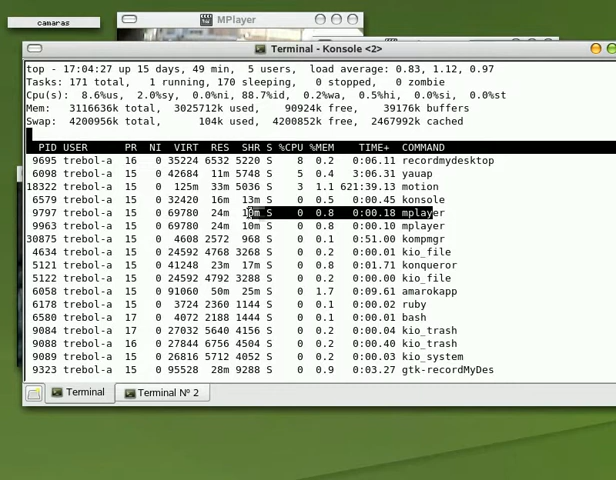 camaras
MPlayer
Terminal - Konsole <2>
top - 17:04:27 up 15 days, 49 min, 5 users, load average: 0.83, 1.12, 0.97
Tasks: 171 total, 1 running, 170 sleeping, 0 stopped, 0 zombie
Cpu(s): 8.6%us, 2.0%sy, 0.0%ni, 88.7%id, 0.2%wa, 0.5%hi, 0.0%si, 0.0%st
Mem: 3116636k total, 3025712k used, 90924k free, 39176k buffers
Swap: 4200956k total, 104k used, 4200852k free, 2467992k cached
PID USER PR NI VIRT RES SHR S %CPU %MEM TIME+ COMMAND
9695 trebol-a 16 0 35224 6532 5220 S 8 0.2 0:06.11 recordmydesktop
6098 trebol-a 15 0 42684 11m 5748 S 5 0.4 3:06.31 yauap
18322 trebol-a 15 0 125m 33m 5036 S 3 1.1 621:39.13 motion
6579 trebol-a 15 0 32420 16m 13m S 0 0.5 0:00.45 konsole
9797 trebol-a 15 0 69780 24m 10m S 0 0.8 0:00.18 mplayer
9963 trebol-a 15 0 69780 24m 10m S 0 0.8 0:00.10 mplayer
30875 trebol-a 15 0 4608 2572 968 S 0 0.1 0:51.00 kompmgr
4634 trebol-a 15 0 24592 4768 3268 S 0 0.2 0:00.01 kio_file
5121 trebol-a 15 0 41248 23m 17m S 0 0.8 0:01.71 konqueror
5122 trebol-a 15 0 24592 4792 3288 S 0 0.2 0:00.00 kio_file
6058 trebol-a 15 0 91060 50m 25m S 0 1.7 0:09.61 amarokapp
6178 trebol-a 15 0 3724 2360 1444 S 0 0.1 0:00.02 ruby
6580 trebol-a 17 0 4072 2188 1444 S 0 0.1 0:00.01 bash
9084 trebol-a 17 0 27032 5640 4156 S 0 0.2 0:00.04 kio_trash
9088 trebol-a 16 0 27844 6756 4504 S 0 0.2 0:00.40 kio_trash
9089 trebol-a 15 0 26816 5712 4052 S 0 0.2 0:00.03 kio_system
9323 trebol-a 15 0 95528 28m 9288 S 0 0.9 0:03.27 gtk-recordMyDes
Terminal
Terminal Nº 2